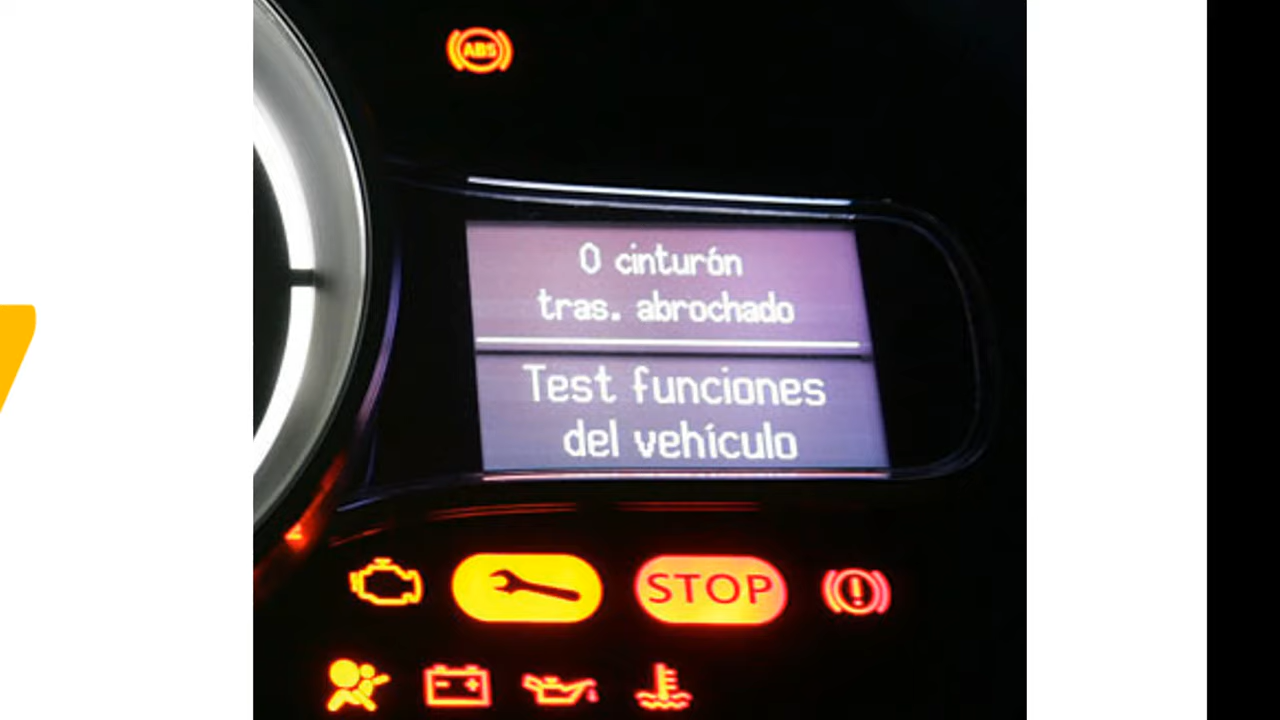 ABS
0 cinturón
tras. abrochado
Test funciones
del vehículo
STOP